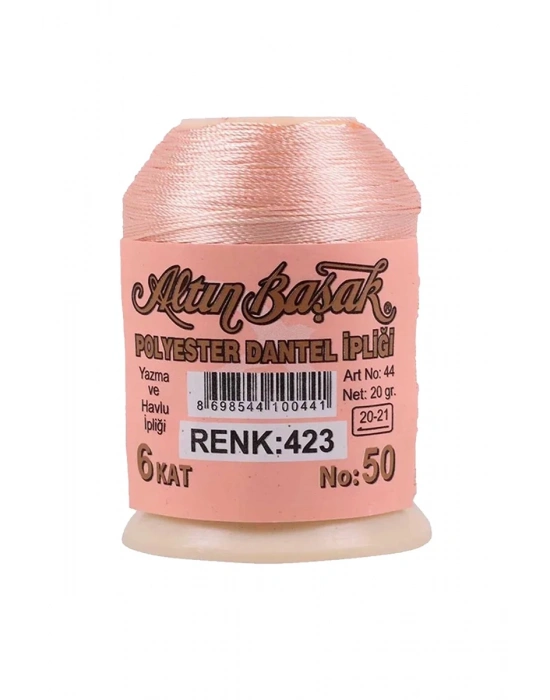 Altın Başak®
POLYESTER DANTEL İPLİĞİ
Yazma
ve
Havlu
İpliği
8 698544 100441
Art No: 44
Net: 20 gr.
20-21
RENK:423
6 KAT
No: 50